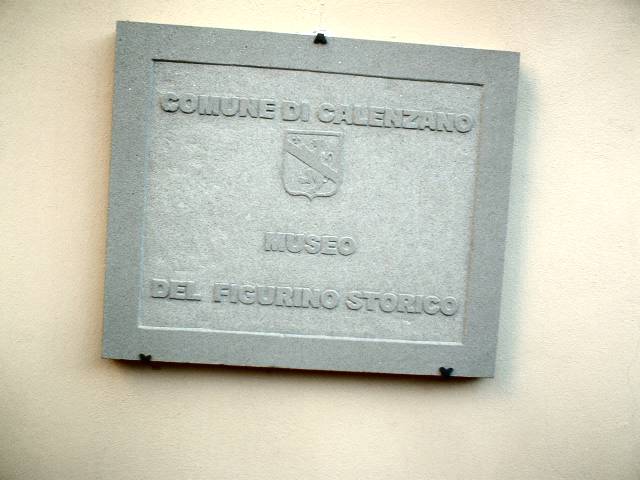 COMUNE DI CALENZANO
MUSEO
DEL FIGURINO STORICO